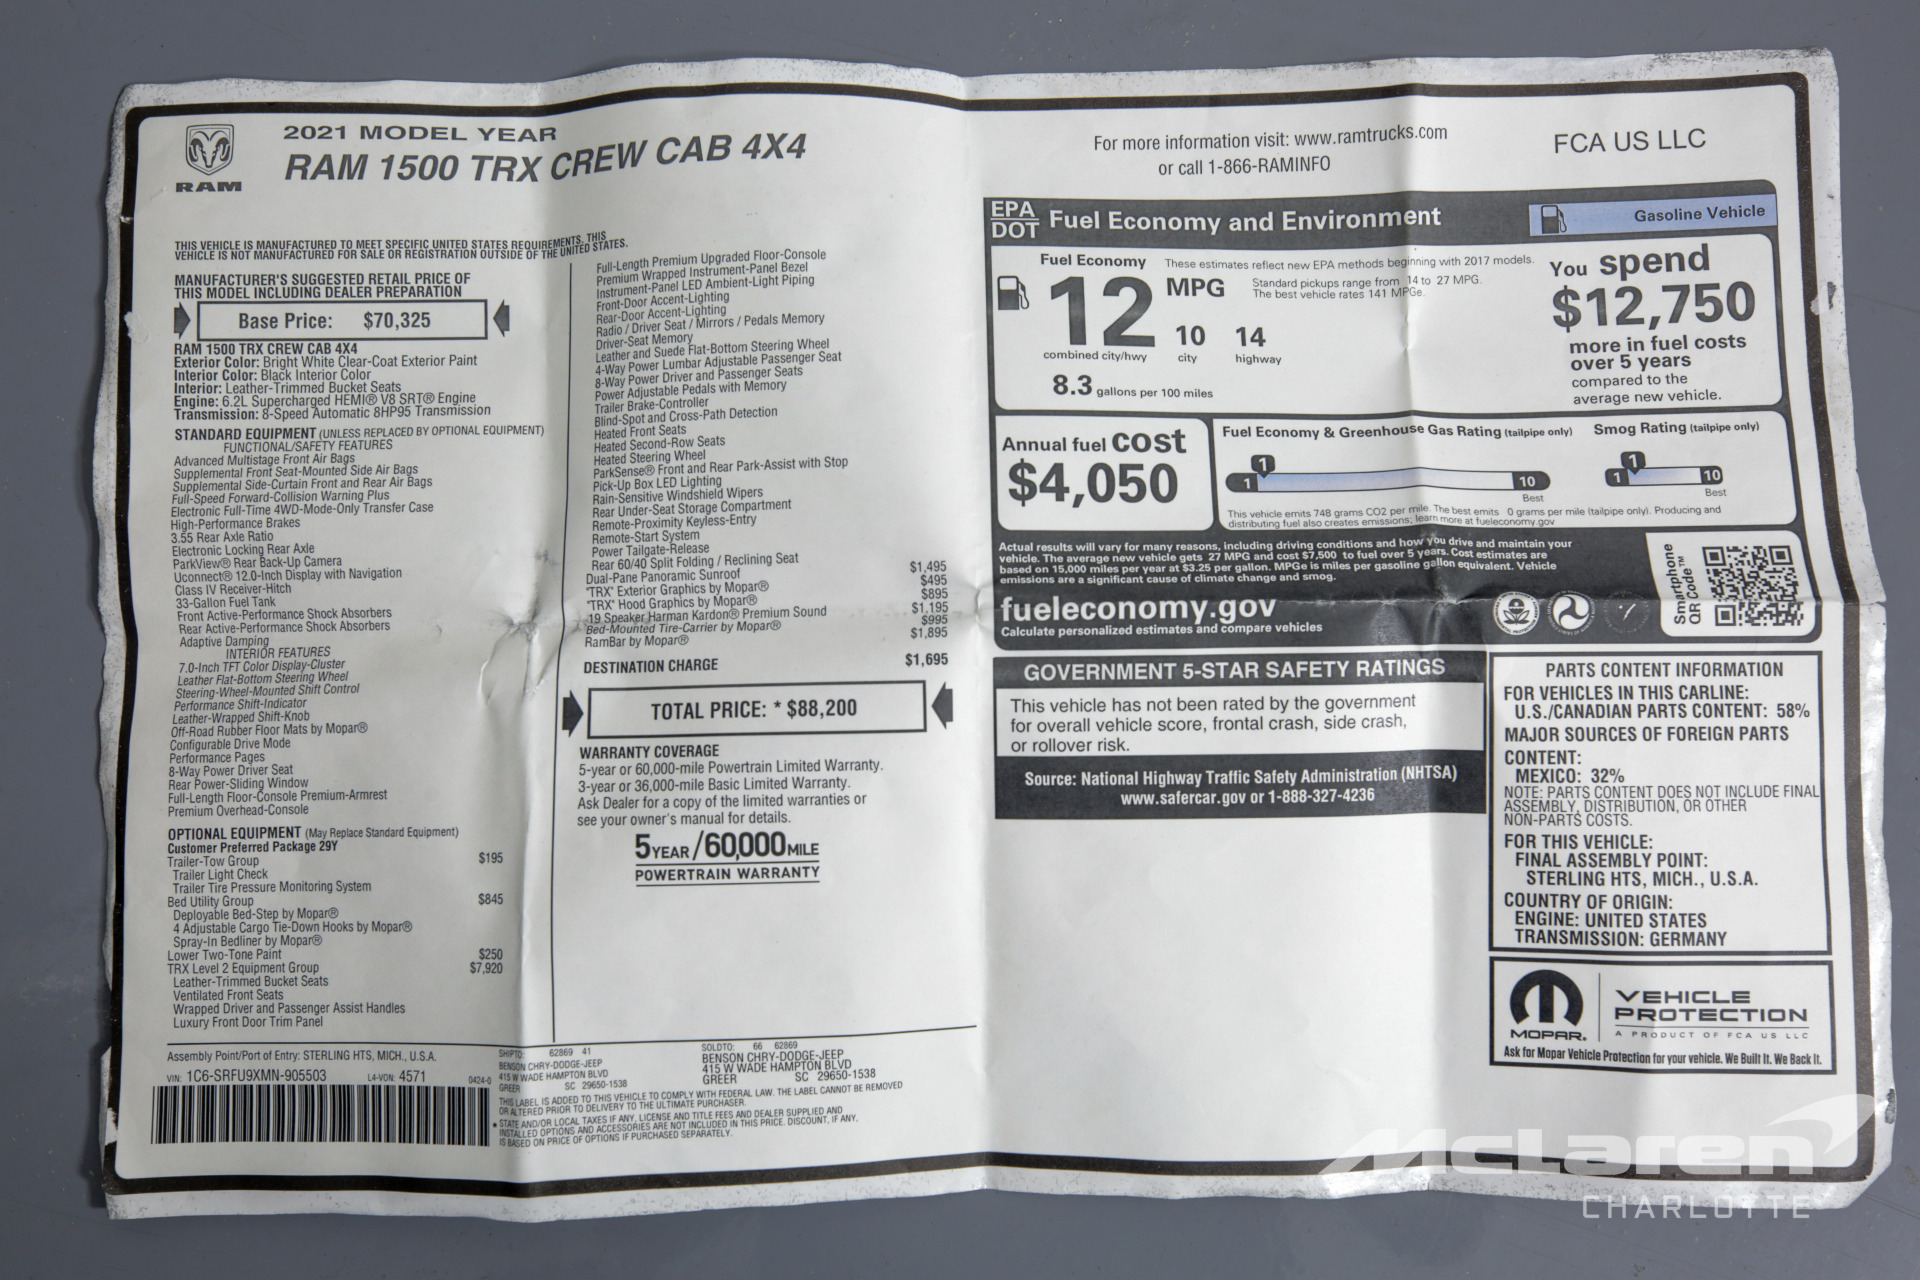 RAM
2021 MODEL YEAR
RAM 1500 TRX CREW CAB 4X4
THIS VEHICLE IS MANUFACTURED TO MEET SPECIFIC UNITED STATES REQUIREMENTS. THIS
VEHICLE IS NOT MANUFACTURED FOR SALE OR REGISTRATION OUTSIDE OF THE UNITED STATES.
MANUFACTURER'S SUGGESTED RETAIL PRICE OF
THIS MODEL INCLUDING DEALER PREPARATION
Base Price: $70,325
RAM 1500 TRX CREW CAB 4X4
Exterior Color: Bright White Clear-Coat Exterior Paint
Interior Color: Black Interior Color
Interior: Leather-Trimmed Bucket Seats
Engine: 6.2L Supercharged HEMI® V8 SRT® Engine
Transmission: 8-Speed Automatic 8HP95 Transmission
STANDARD EQUIPMENT (UNLESS REPLACED BY OPTIONAL EQUIPMENT)
FUNCTIONAL/SAFETY FEATURES
Advanced Multistage Front Air Bags
Supplemental Front Seat-Mounted Side Air Bags
Supplemental Side-Curtain Front and Rear Air Bags
Full-Speed Forward-Collision Warning Plus
Electronic Full-Time 4WD-Mode-Only Transfer Case
High-Performance Brakes
3.55 Rear Axle Ratio
Electronic Locking Rear Axle
ParkView® Rear Back-Up Camera
Uconnect® 12.0-Inch Display with Navigation
Class IV Receiver-Hitch
33-Gallon Fuel Tank
Front Active-Performance Shock Absorbers
Rear Active-Performance Shock Absorbers
Adaptive Damping
INTERIOR FEATURES
7.0-Inch TFT Color Display-Cluster
Leather Flat-Bottom Steering Wheel
Steering-Wheel-Mounted Shift Control
Performance Shift-Indicator
Leather-Wrapped Shift-Knob
Off-Road Rubber Floor Mats by Mopar®
Configurable Drive Mode
Performance Pages
8-Way Power Driver Seat
Rear Power-Sliding Window
Full-Length Floor-Console Premium-Armrest
Premium Overhead-Console
OPTIONAL EQUIPMENT (May Replace Standard Equipment)
Customer Preferred Package 29Y
Trailer-Tow Group $195
Trailer Light Check
Trailer Tire Pressure Monitoring System
Bed Utility Group $845
Deployable Bed-Step by Mopar®
4 Adjustable Cargo Tie-Down Hooks by Mopar®
Spray-In Bedliner by Mopar®
Lower Two-Tone Paint $250
TRX Level 2 Equipment Group $7,920
Leather-Trimmed Bucket Seats
Ventilated Front Seats
Wrapped Driver and Passenger Assist Handles
Luxury Front Door Trim Panel
Full-Length Premium Upgraded Floor-Console
Premium Wrapped Instrument-Panel Bezel
Instrument-Panel LED Ambient-Light Piping
Front-Door Accent-Lighting
Rear-Door Accent-Lighting
Radio / Driver Seat / Mirrors / Pedals Memory
Driver-Seat Memory
Leather and Suede Flat-Bottom Steering Wheel
4-Way Power Lumbar Adjustable Passenger Seat
8-Way Power Driver and Passenger Seats
Power Adjustable Pedals with Memory
Trailer Brake-Controller
Blind-Spot and Cross-Path Detection
Heated Front Seats
Heated Second-Row Seats
Heated Steering Wheel
ParkSense® Front and Rear Park-Assist with Stop
Pick-Up Box LED Lighting
Rain-Sensitive Windshield Wipers
Rear Under-Seat Storage Compartment
Remote-Proximity Keyless-Entry
Remote-Start System
Power Tailgate-Release
Rear 60/40 Split Folding / Reclining Seat
Dual-Pane Panoramic Sunroof $1,495
"TRX" Exterior Graphics by Mopar® $495
"TRX" Hood Graphics by Mopar® $895
19 Speaker Harman Kardon® Premium Sound $1,195
Bed-Mounted Tire-Carrier by Mopar® $995
RamBar by Mopar® $1,895
DESTINATION CHARGE $1,695
TOTAL PRICE: * $88,200
WARRANTY COVERAGE
5-year or 60,000-mile Powertrain Limited Warranty.
3-year or 36,000-mile Basic Limited Warranty.
Ask Dealer for a copy of the limited warranties or
see your owner's manual for details.
5 YEAR / 60,000 MILE
POWERTRAIN WARRANTY
Assembly Point/Port of Entry: STERLING HTS, MICH., U.S.A.
VIN: 1C6-SRFU9XMN-905503 L4-VON: 4571 0424-0
SHIPTO: 62869 41
BENSON CHRY-DODGE-JEEP
415 W WADE HAMPTON BLVD
GREER SC 29650-1538
SOLDTO: 66 62869
BENSON CHRY-DODGE-JEEP
415 W WADE HAMPTON BLVD
GREER SC 29650-1538
THIS LABEL IS ADDED TO THIS VEHICLE TO COMPLY WITH FEDERAL LAW. THE LABEL CANNOT BE REMOVED
OR ALTERED PRIOR TO DELIVERY TO THE ULTIMATE PURCHASER.
* STATE AND/OR LOCAL TAXES IF ANY, LICENSE AND TITLE FEES AND DEALER SUPPLIED AND
INSTALLED OPTIONS AND ACCESSORIES ARE NOT INCLUDED IN THIS PRICE. DISCOUNT, IF ANY,
IS BASED ON PRICE OF OPTIONS IF PURCHASED SEPARATELY.
For more information visit: www.ramtrucks.com
or call 1-866-RAMINFO
FCA US LLC
EPA
DOT
Fuel Economy and Environment
Gasoline Vehicle
Fuel Economy
These estimates reflect new EPA methods beginning with 2017 models.
12 MPG
Standard pickups range from 14 to 27 MPG.
The best vehicle rates 141 MPGe.
10 14
combined city/hwy city highway
8.3 gallons per 100 miles
You spend
$12,750
more in fuel costs
over 5 years
compared to the
average new vehicle.
Annual fuel cost
$4,050
Fuel Economy & Greenhouse Gas Rating (tailpipe only)
1
1 10
Best
Smog Rating (tailpipe only)
1
1 10
Best
This vehicle emits 748 grams CO2 per mile. The best emits 0 grams per mile (tailpipe only). Producing and
distributing fuel also creates emissions; learn more at fueleconomy.gov
Actual results will vary for many reasons, including driving conditions and how you drive and maintain your
vehicle. The average new vehicle gets 27 MPG and cost $7,500 to fuel over 5 years. Cost estimates are
based on 15,000 miles per year at $3.25 per gallon. MPGe is miles per gasoline gallon equivalent. Vehicle
emissions are a significant cause of climate change and smog.
fueleconomy.gov
Calculate personalized estimates and compare vehicles
Smartphone
QR Code™
GOVERNMENT 5-STAR SAFETY RATINGS
This vehicle has not been rated by the government
for overall vehicle score, frontal crash, side crash,
or rollover risk.
Source: National Highway Traffic Safety Administration (NHTSA)
www.safercar.gov or 1-888-327-4236
PARTS CONTENT INFORMATION
FOR VEHICLES IN THIS CARLINE:
U.S./CANADIAN PARTS CONTENT: 58%
MAJOR SOURCES OF FOREIGN PARTS
CONTENT:
MEXICO: 32%
NOTE: PARTS CONTENT DOES NOT INCLUDE FINAL
ASSEMBLY, DISTRIBUTION, OR OTHER
NON-PARTS COSTS.
FOR THIS VEHICLE:
FINAL ASSEMBLY POINT:
STERLING HTS, MICH., U.S.A.
COUNTRY OF ORIGIN:
ENGINE: UNITED STATES
TRANSMISSION: GERMANY
MOPAR.
VEHICLE
PROTECTION
A PRODUCT OF FCA US LLC
Ask for Mopar Vehicle Protection for your vehicle. We Built It. We Back It.
McLaren
CHARLOTTE